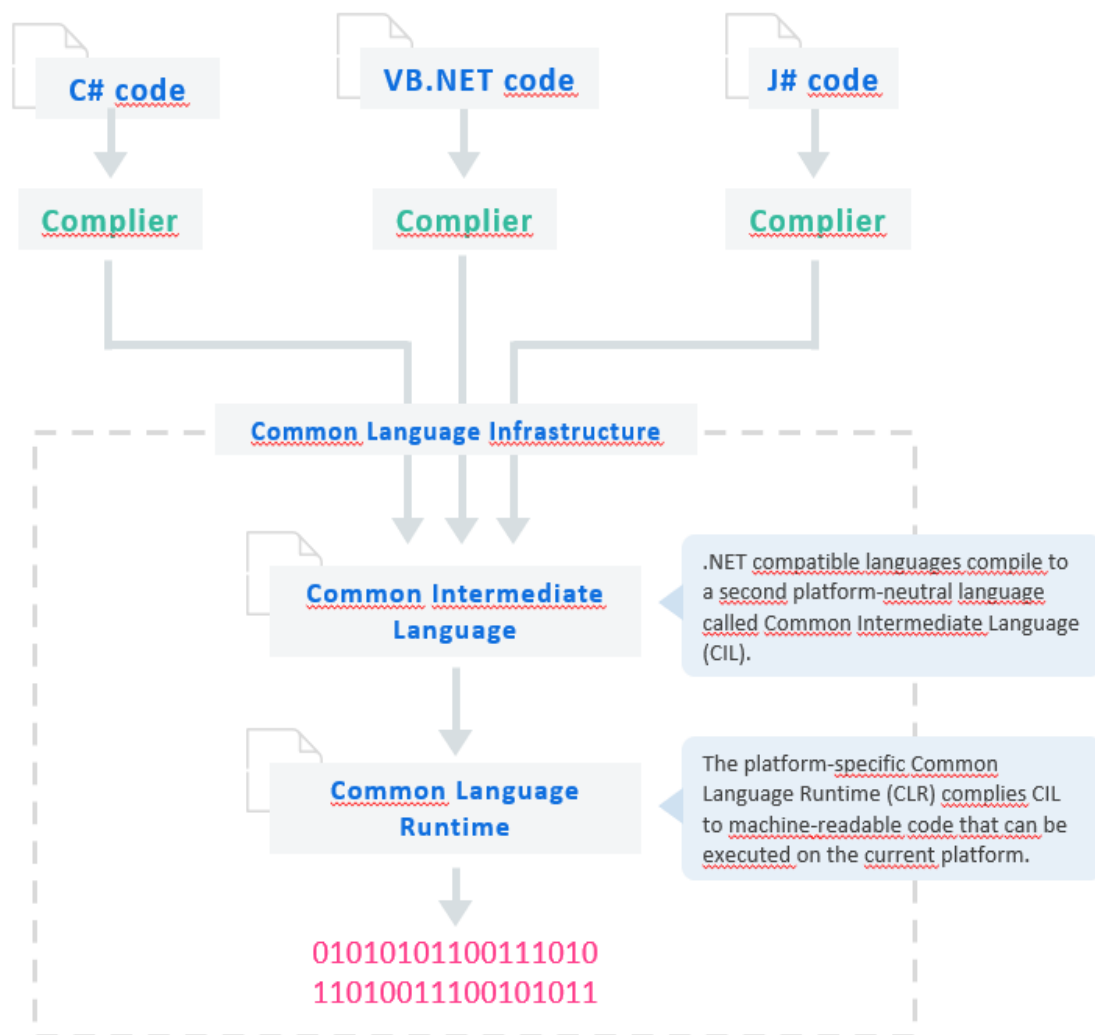 C# code
VB.NET code
J# code
Complier
Complier
Complier
Common Language Infrastructure
Common Intermediate
Language
.NET compatible languages compile to
a second platform-neutral language
called Common Intermediate Language
(CIL).
Common Language
Runtime
The platform-specific Common
Language Runtime (CLR) complies CIL
to machine-readable code that can be
executed on the current platform.
01010101100111010
11010011100101011